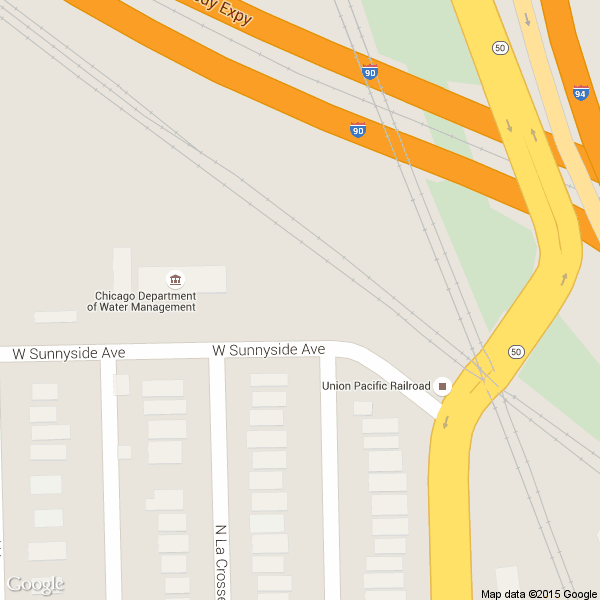 Expy
50
90
94
90
Chicago Department
of Water Management
W Sunnyside Ave
W Sunnyside Ave
50
Union Pacific Railroad
N La Crosse
Google
Map data ©2015 Google